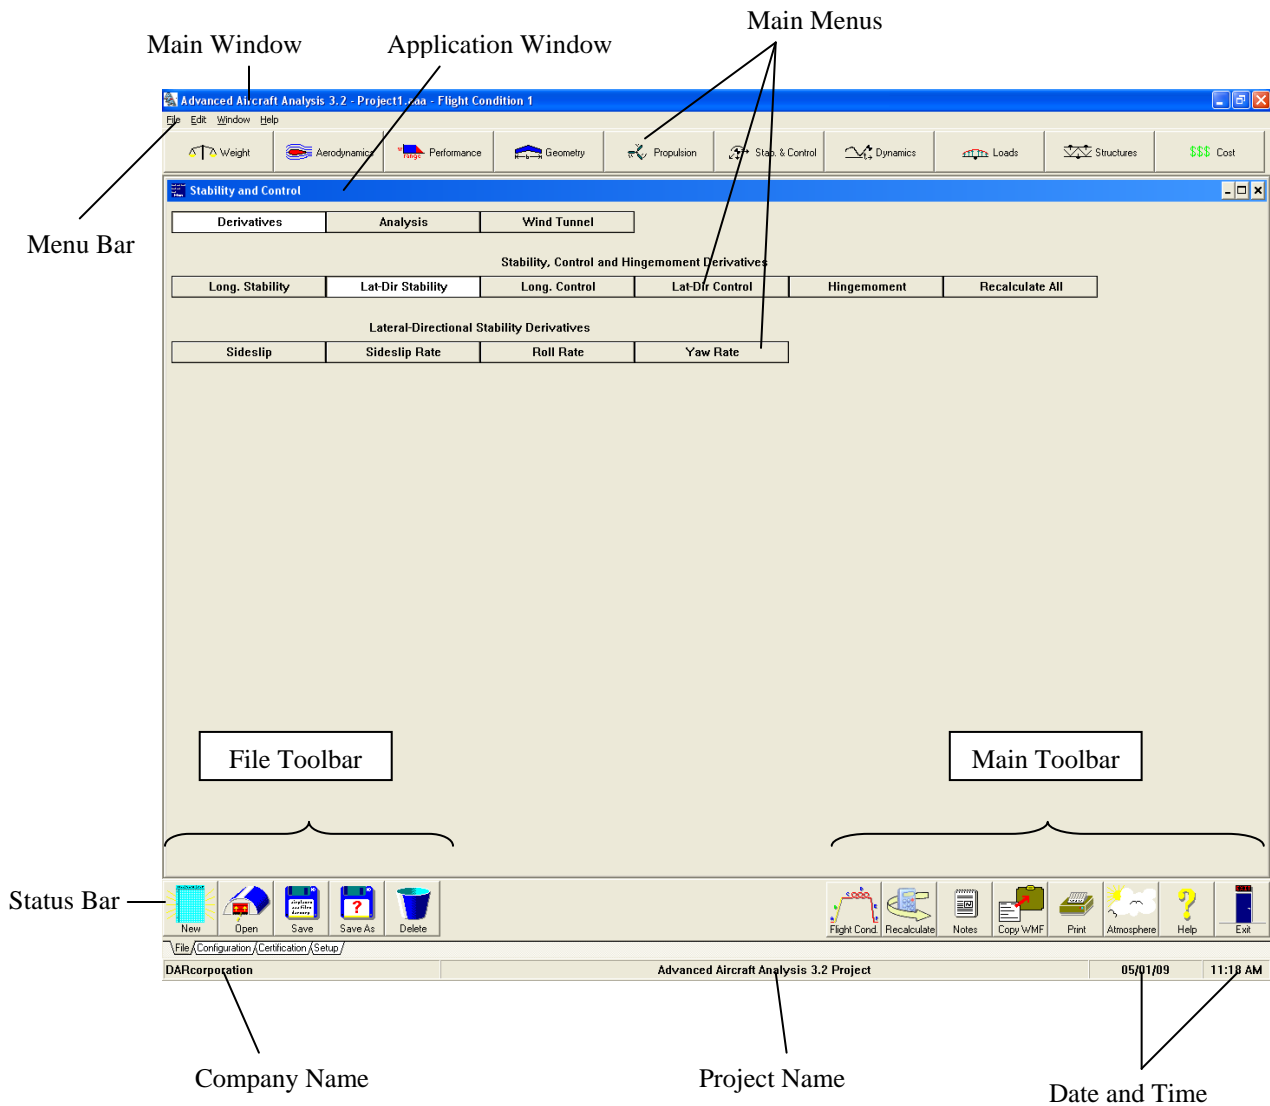 Main Menus
Main Window
Application Window
Advanced Aircraft Analysis 3.2 - Project1.aaa - Flight Condition 1
File Edit Window Help
Weight Aerodynamics Performance Geometry Propulsion Stab. & Control Dynamics Loads Structures $$$ Cost
Stability and Control
Derivatives Analysis Wind Tunnel
Menu Bar
Stability, Control and Hingemoment Derivatives
Long. Stability Lat-Dir Stability Long. Control Lat-Dir Control Hingemoment Recalculate All
Lateral-Directional Stability Derivatives
Sideslip Sideslip Rate Roll Rate Yaw Rate
File Toolbar
Main Toolbar
Status Bar
New Open Save Save As Delete Flight Cond. Recalculate Notes Copy WMF Print Atmosphere Help Exit
File Configuration Certification Setup
DARcorporation Advanced Aircraft Analysis 3.2 Project 05/01/09 11:18 AM
Company Name
Project Name
Date and Time